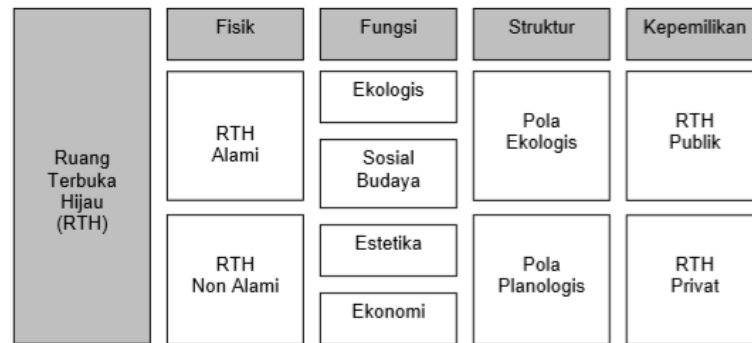 Ruang
Terbuka
Hijau
(RTH)
Fisik
RTH
Alami
RTH
Non Alami
Fungsi
Ekologis
Sosial
Budaya
Estetika
Ekonomi
Struktur
Pola
Ekologis
Pola
Planologis
Kepemilikan
RTH
Publik
RTH
Privat